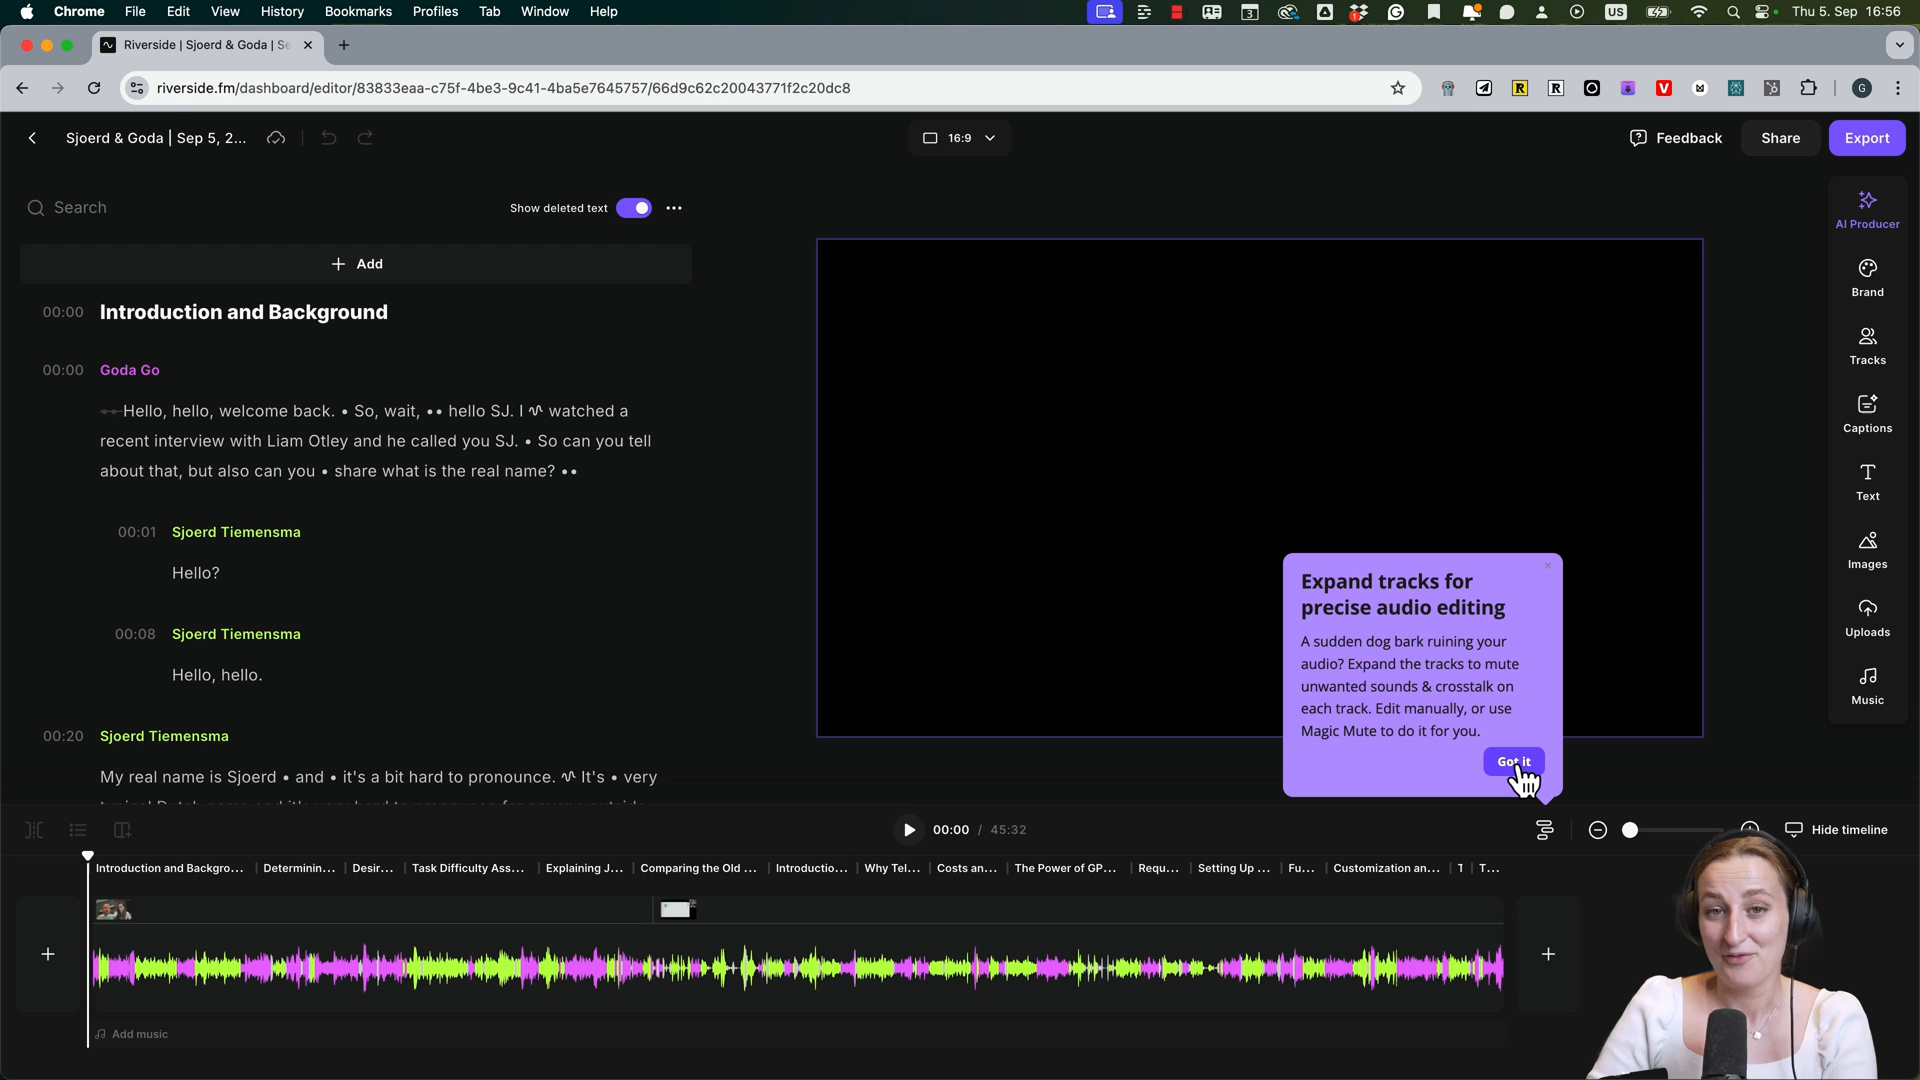 Chrome File Edit View History Bookmarks Profiles Tab Window Help
3
1
US
Thu 5. Sep 16:56
Riverside | Sjoerd & Goda | Se
riverside.fm/dashboard/editor/83833eaa-c75f-4be3-9c41-4ba5e7645757/66d9c62c20043771f2c20dc8
R
R
V
G
Sjoerd & Goda | Sep 5, 2...
16:9
Feedback
Share
Export
Search
Show deleted text
Add
00:00 Introduction and Background
00:00 Goda Go
Hello, hello, welcome back. • So, wait, •• hello SJ. I watched a
recent interview with Liam Otley and he called you SJ. • So can you tell
about that, but also can you • share what is the real name? ••
00:01 Sjoerd Tiemensma
Hello?
00:08 Sjoerd Tiemensma
Hello, hello.
00:20 Sjoerd Tiemensma
My real name is Sjoerd • and • it's a bit hard to pronounce. It's • very
AI Producer
Brand
Tracks
Captions
Text
Images
Uploads
Music
Expand tracks for
precise audio editing
A sudden dog bark ruining your
audio? Expand the tracks to mute
unwanted sounds & crosstalk on
each track. Edit manually, or use
Magic Mute to do it for you.
Got it
00:00 / 45:32
Hide timeline
Introduction and Backgro... Determinin... Desir... Task Difficulty Ass... Explaining J... Comparing the Old ... Introductio... Why Tel... Costs an... The Power of GP... Requ... Setting Up ... Fu... Customization an... T T...
Add music